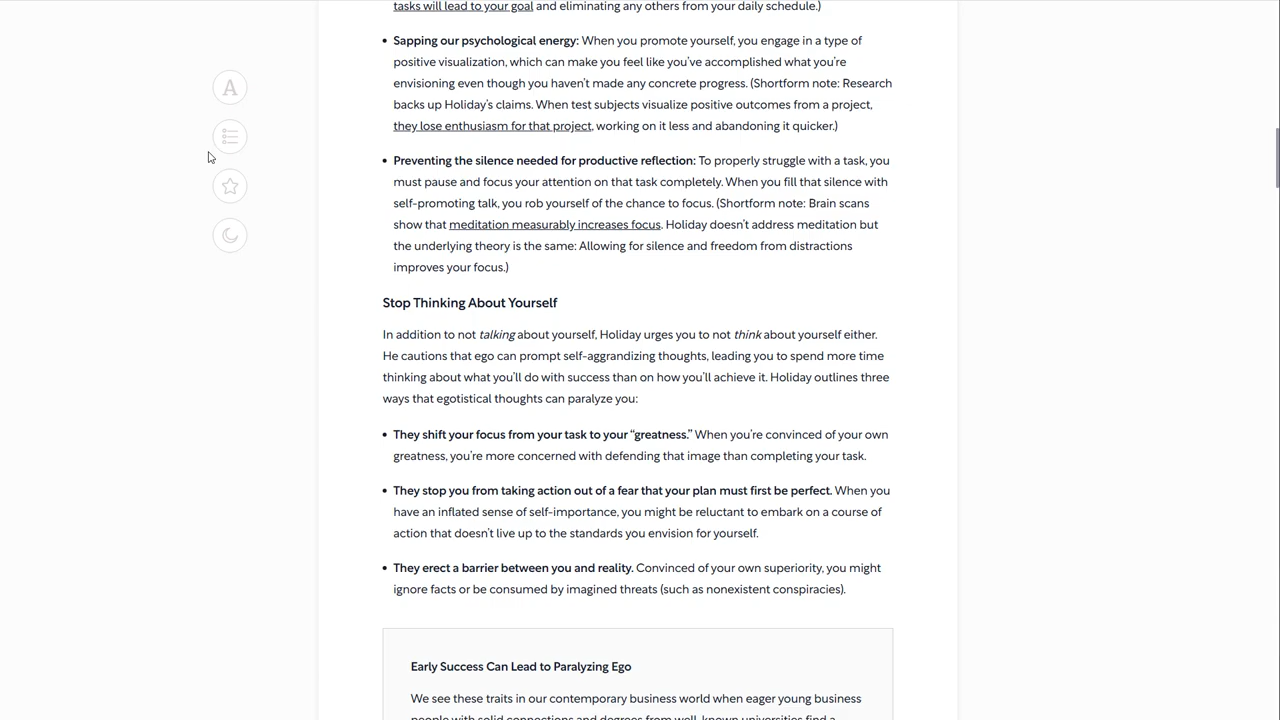 tasks will lead to your goal and eliminating any others from your daily schedule.)
• Sapping our psychological energy: When you promote yourself, you engage in a type of
positive visualization, which can make you feel like you've accomplished what you're
envisioning even though you haven't made any concrete progress. (Shortform note: Research
backs up Holiday's claims. When test subjects visualize positive outcomes from a project,
they lose enthusiasm for that project, working on it less and abandoning it quicker.)
• Preventing the silence needed for productive reflection: To properly struggle with a task, you
must pause and focus your attention on that task completely. When you fill that silence with
self-promoting talk, you rob yourself of the chance to focus. (Shortform note: Brain scans
show that meditation measurably increases focus. Holiday doesn't address meditation but
the underlying theory is the same: Allowing for silence and freedom from distractions
improves your focus.)
Stop Thinking About Yourself
In addition to not talking about yourself, Holiday urges you to not think about yourself either.
He cautions that ego can prompt self-aggrandizing thoughts, leading you to spend more time
thinking about what you'll do with success than on how you'll achieve it. Holiday outlines three
ways that egotistical thoughts can paralyze you:
• They shift your focus from your task to your “greatness.” When you're convinced of your own
greatness, you're more concerned with defending that image than completing your task.
• They stop you from taking action out of a fear that your plan must first be perfect. When you
have an inflated sense of self-importance, you might be reluctant to embark on a course of
action that doesn't live up to the standards you envision for yourself.
• They erect a barrier between you and reality. Convinced of your own superiority, you might
ignore facts or be consumed by imagined threats (such as nonexistent conspiracies).
Early Success Can Lead to Paralyzing Ego
We see these traits in our contemporary business world when eager young business
people with solid connections and degrees from well-known universities find a
A